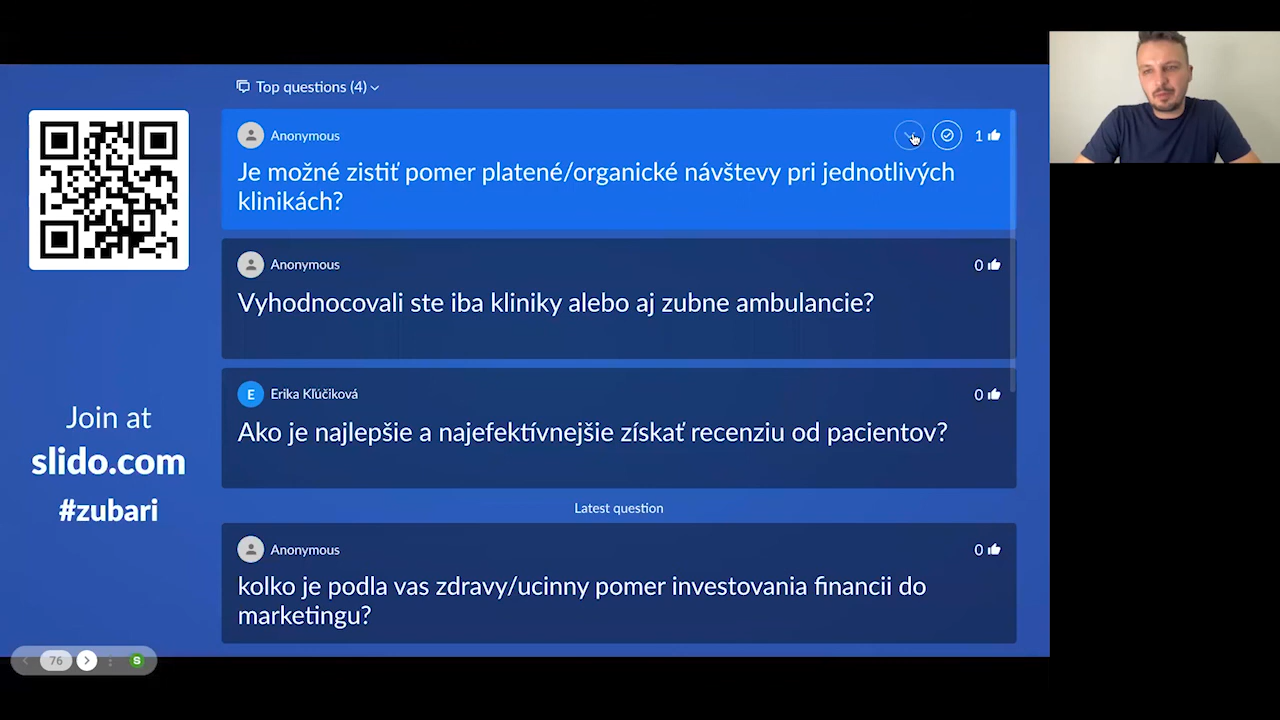 Top questions (4)
Anonymous
1
Je možné zistiť pomer platené/organické návštevy pri jednotlivých
klinikách?
Anonymous
0
Vyhodnocovali ste iba kliniky alebo aj zubne ambulancie?
E
Erika Kľúčiková
0
Ako je najlepšie a najefektívnejšie získať recenziu od pacientov?
Latest question
Anonymous
0
kolko je podla vas zdravy/ucinny pomer investovania financii do
marketingu?
Join at
slido.com
#zubari
76
S